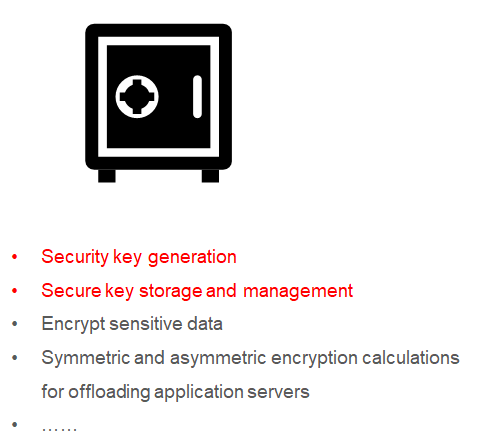 • Security key generation
• Secure key storage and management
• Encrypt sensitive data
• Symmetric and asymmetric encryption calculations
for offloading application servers
• ……